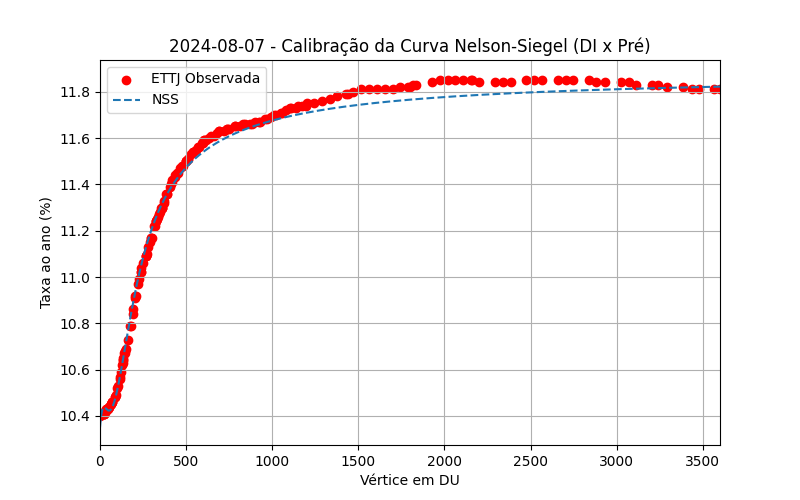 2024-08-07 - Calibração da Curva Nelson-Siegel (DI x Pré)
ETTJ Observada
NSS
Taxa ao ano (%)
11.8
11.6
11.4
11.2
11.0
10.8
10.6
10.4
0 500 1000 1500 2000 2500 3000 3500
Vértice em DU